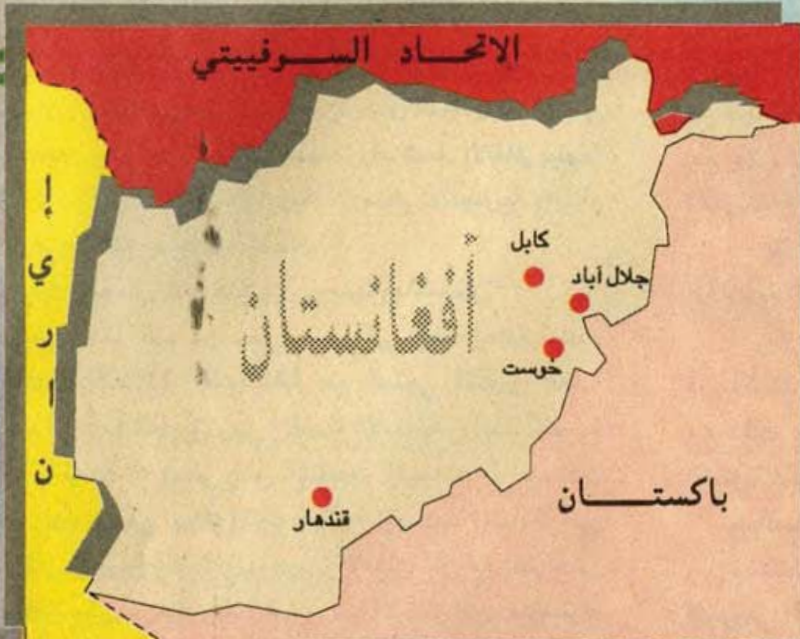 الاتحاد السوفييتي
إيران
أفغانستان
كابل
جلال آباد
خوست
قندهار
باكستان